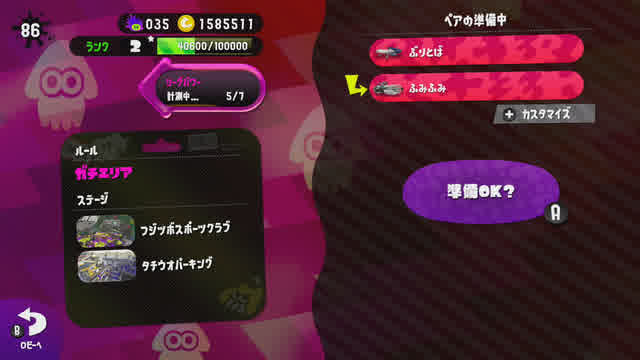 86
035
1585511
ランク 2 40600/100000
リーグパワー
計測中... 5/7
ルール
ガチエリア
ステージ
フジツボスポーツクラブ
タチウオパーキング
B
ロビーへ
ペアの準備中
ぷりとば
ふみふみ
+ カスタマイズ
準備OK?
A